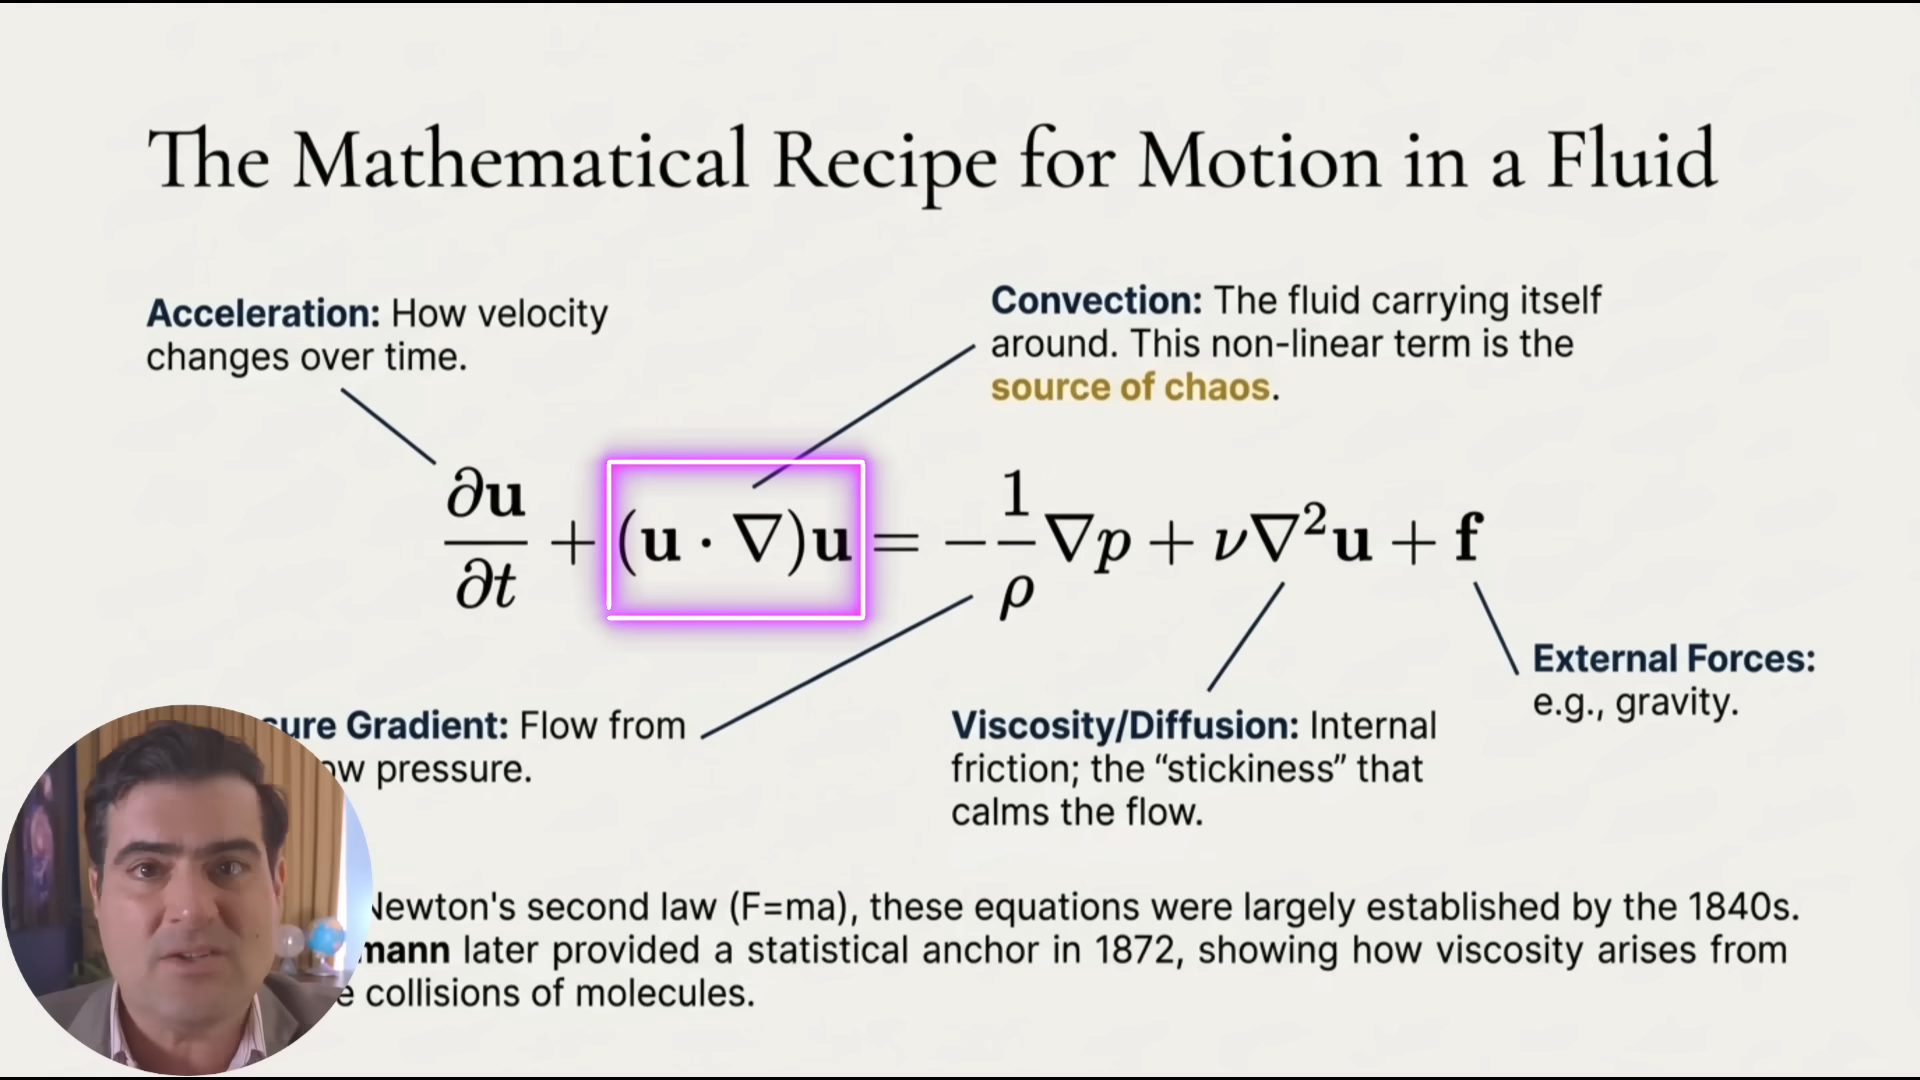 The Mathematical Recipe for Motion in a Fluid
Acceleration: How velocity
changes over time.
Convection: The fluid carrying itself
around. This non-linear term is the
source of chaos.
∂u/∂t + (u · ∇)u = −1/ρ ∇p + ν∇²u + f
External Forces:
e.g., gravity.
Gradient: Flow from
pressure.
Viscosity/Diffusion: Internal
friction; the “stickiness” that
calms the flow.
Newton's second law (F=ma), these equations were largely established by the 1840s.
later provided a statistical anchor in 1872, showing how viscosity arises from
collisions of molecules.